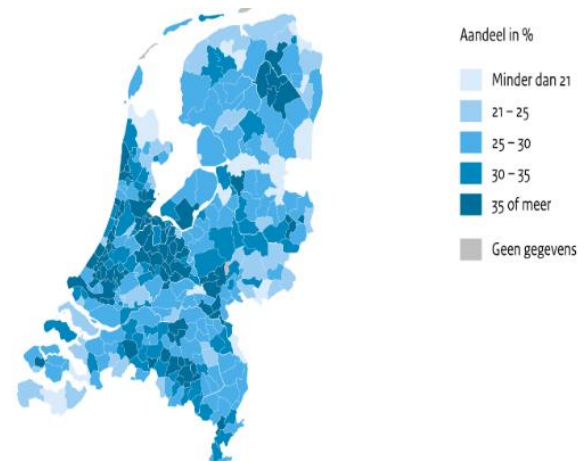 Aandeel in %
Minder dan 21
21 – 25
25 – 30
30 – 35
35 of meer
Geen gegevens